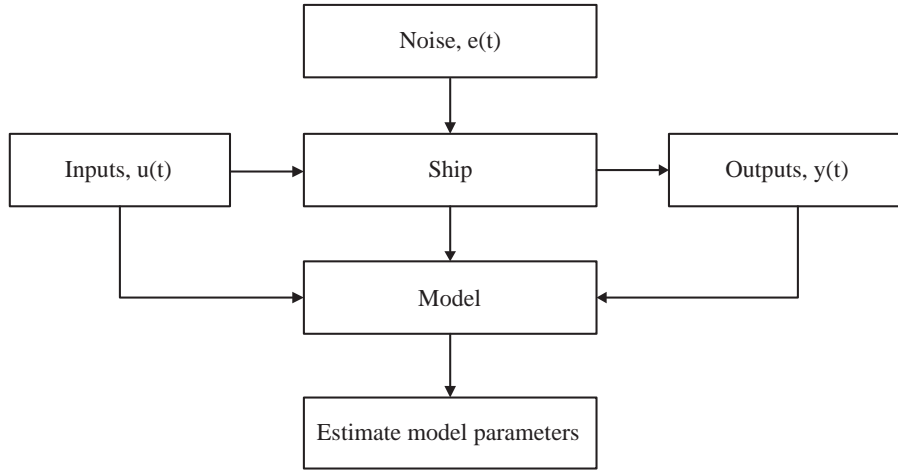 Noise, e(t)
Inputs, u(t)
Ship
Outputs, y(t)
Model
Estimate model parameters